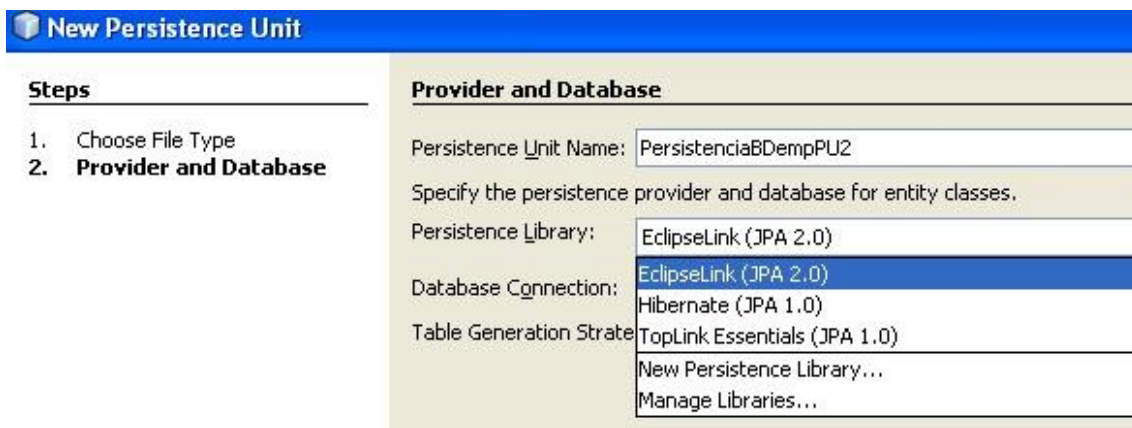 New Persistence Unit
Steps
1. Choose File Type
2. Provider and Database
Provider and Database
Persistence Unit Name: PersistenciaBDempPU2
Specify the persistence provider and database for entity classes.
Persistence Library: EclipseLink (JPA 2.0)
EclipseLink (JPA 2.0)
Database Connection:
Hibernate (JPA 1.0)
Table Generation Strate
TopLink Essentials (JPA 1.0)
New Persistence Library...
Manage Libraries...